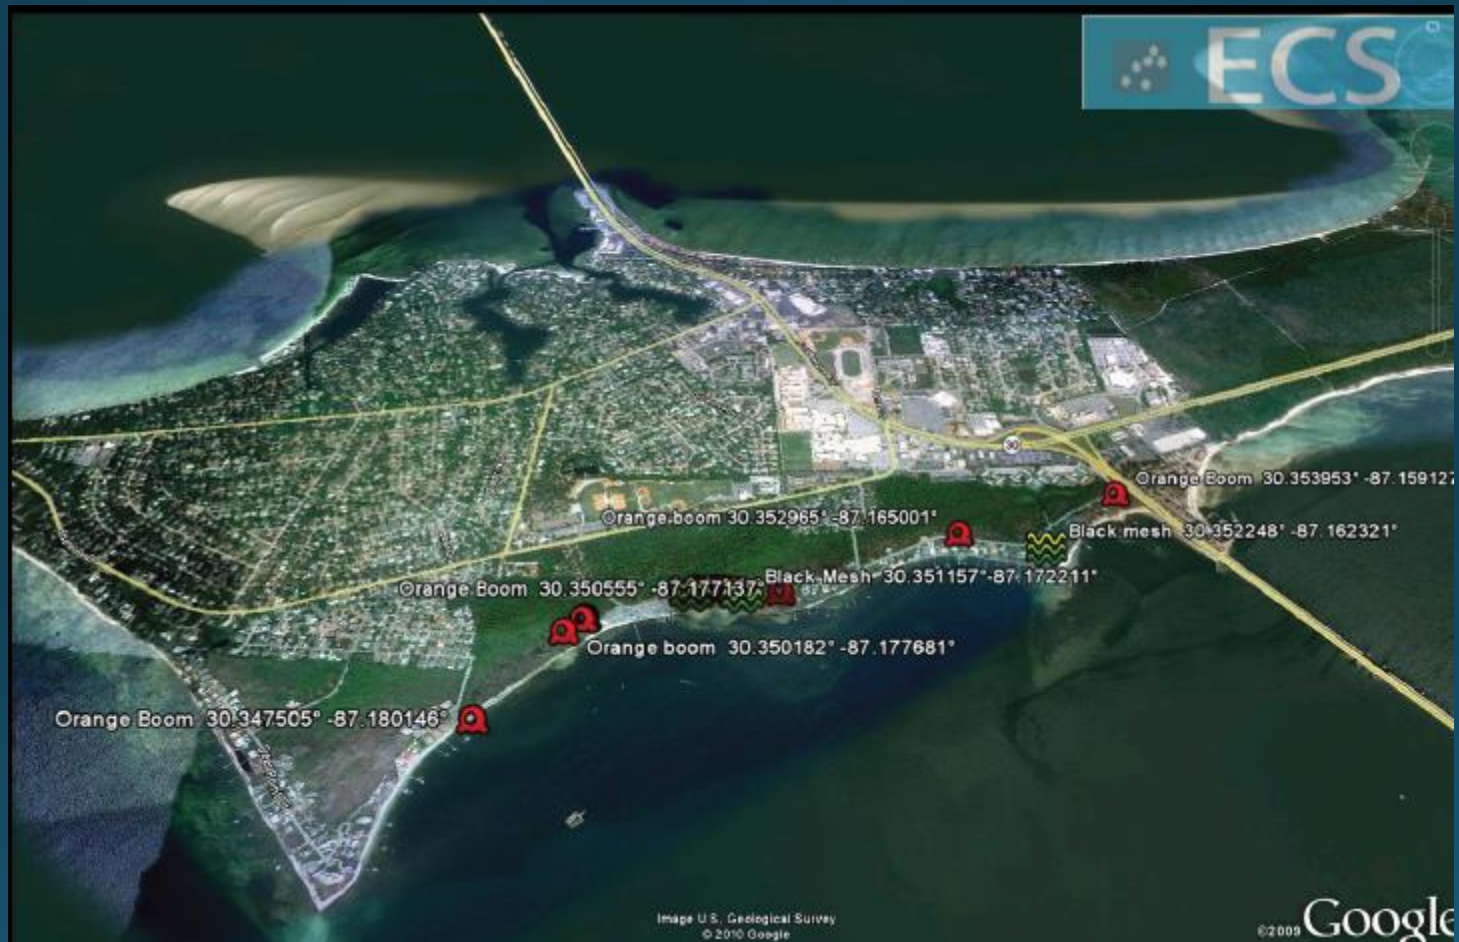 ECS
Orange Boom 30.353953° -87.159127
Orange boom 30.352965° -87.165001°
Black mesh 30.352248° -87.162321°
30
Black Mesh 30.351157° -87.172211°
Orange Boom 30.350555° -87.177137°
Orange boom 30.350182° -87.177681°
Orange Boom 30.347505° -87.180146°
Image U.S. Geological Survey
© 2010 Google
©2009 Google